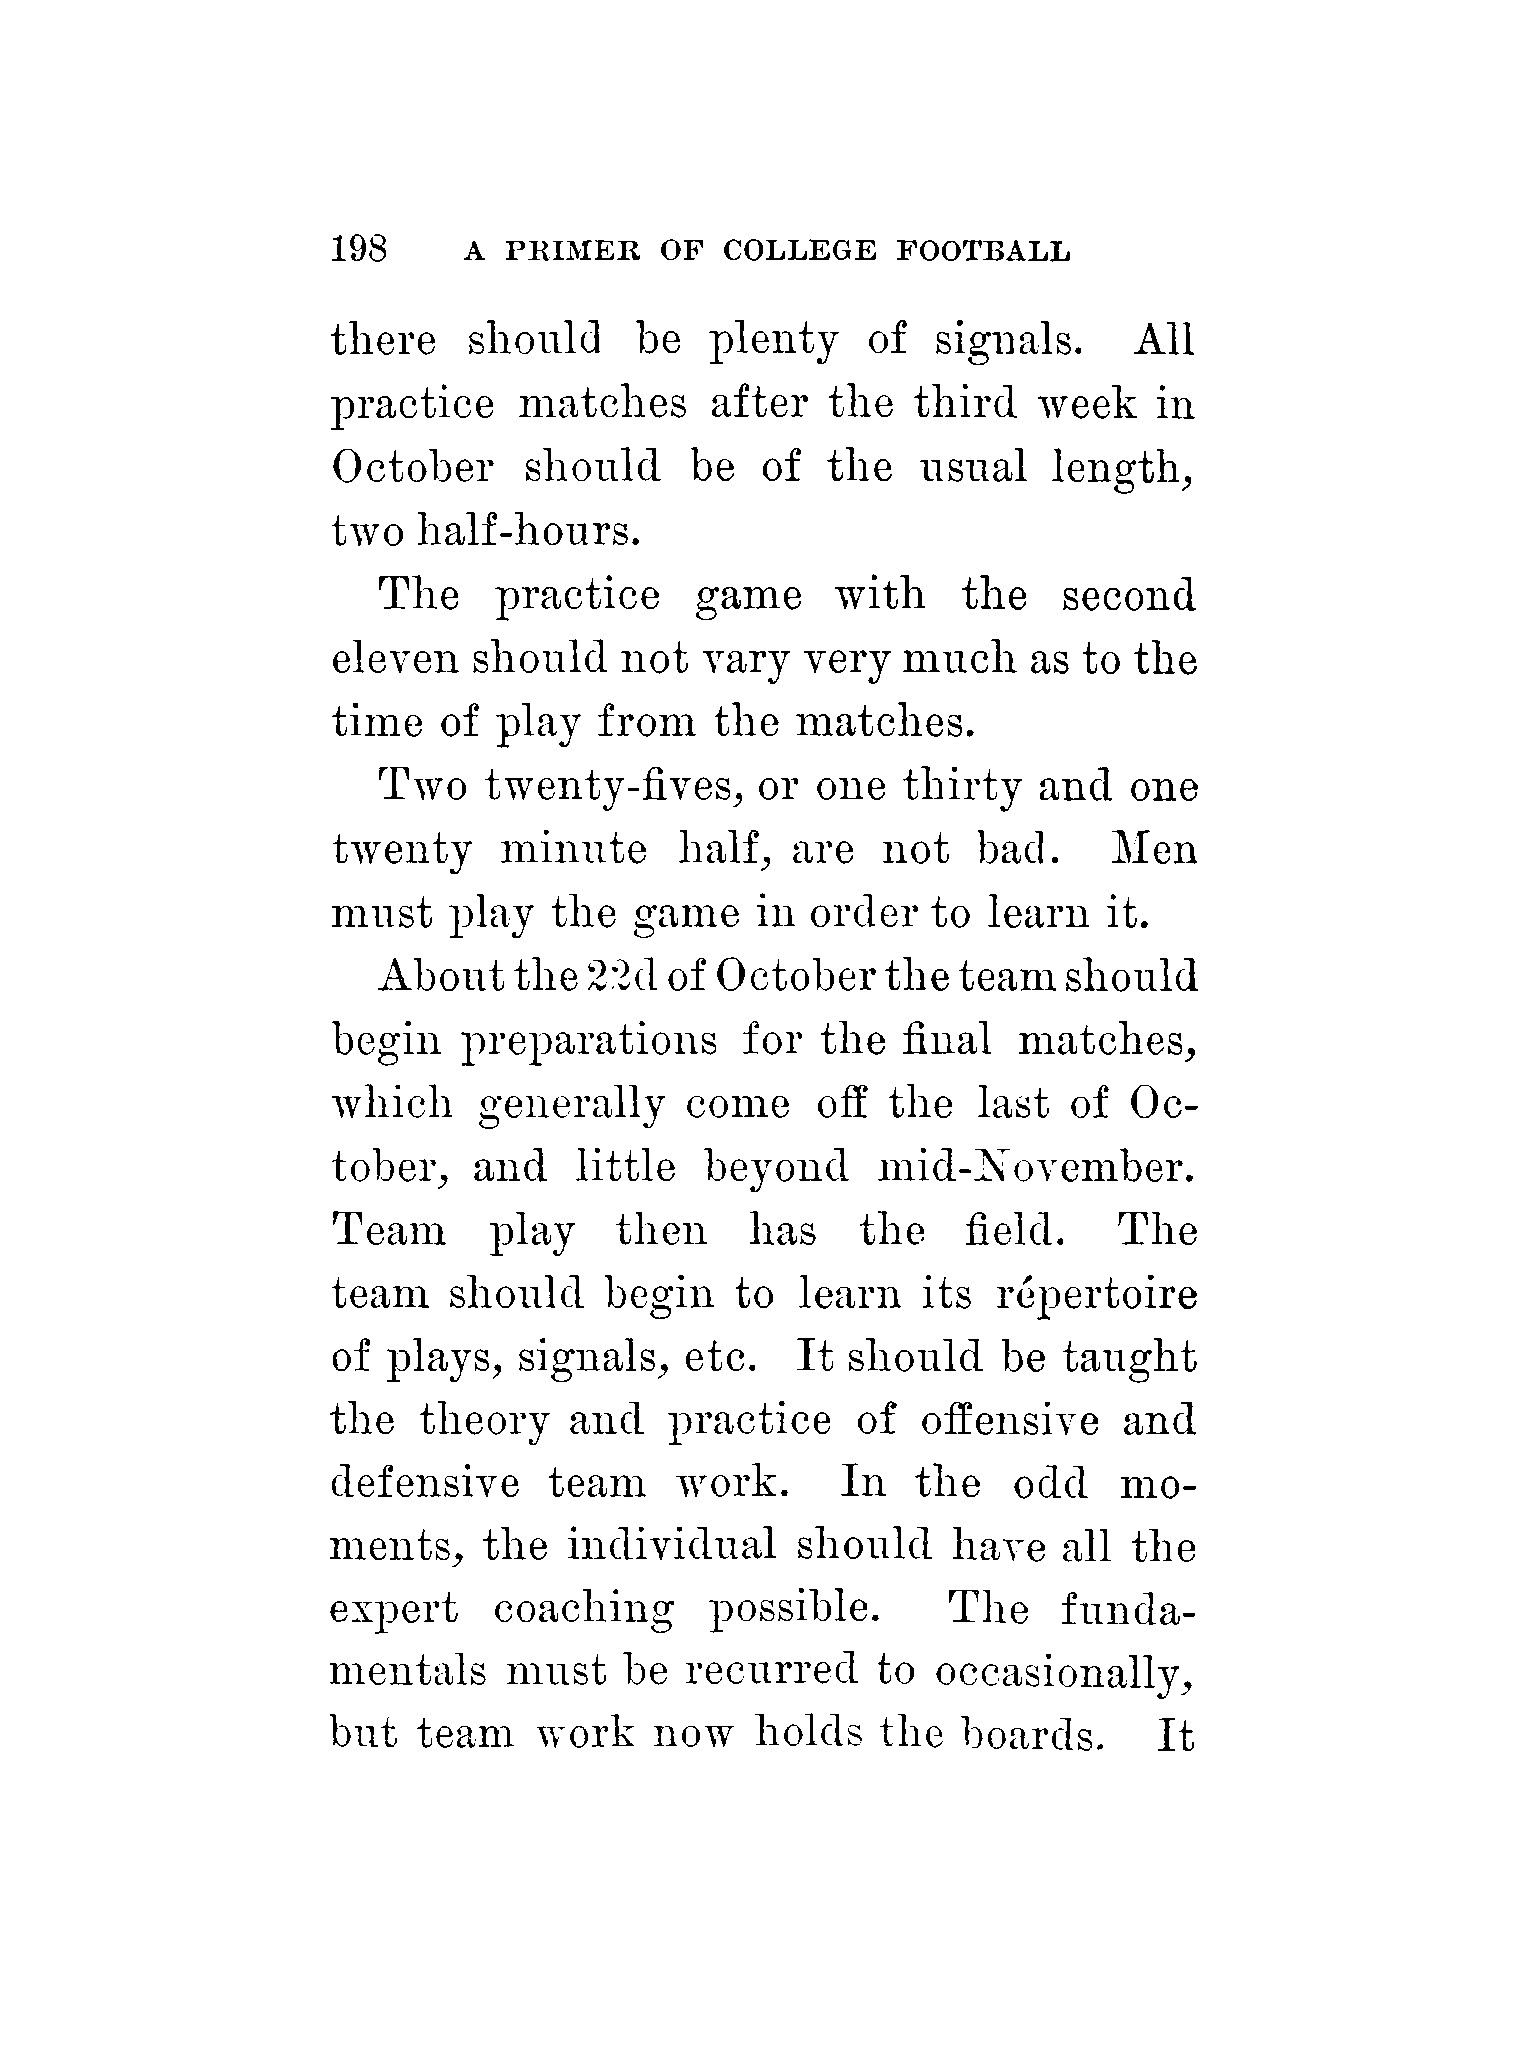 198 A PRIMER OF COLLEGE FOOTBALL
there should be plenty of signals. All
practice matches after the third week in
October should be of the usual length,
two half-hours.
The practice game with the second
eleven should not vary very much as to the
time of play from the matches.
Two twenty-fives, or one thirty and one
twenty minute half, are not bad. Men
must play the game in order to learn it.
About the 22d of October the team should
begin preparations for the final matches,
which generally come off the last of Oc-
tober, and little beyond mid-November.
Team play then has the field. The
team should begin to learn its répertoire
of plays, signals, etc. It should be taught
the theory and practice of offensive and
defensive team work. In the odd mo-
ments, the individual should have all the
expert coaching possible. The funda-
mentals must be recurred to occasionally,
but team work now holds the boards. It